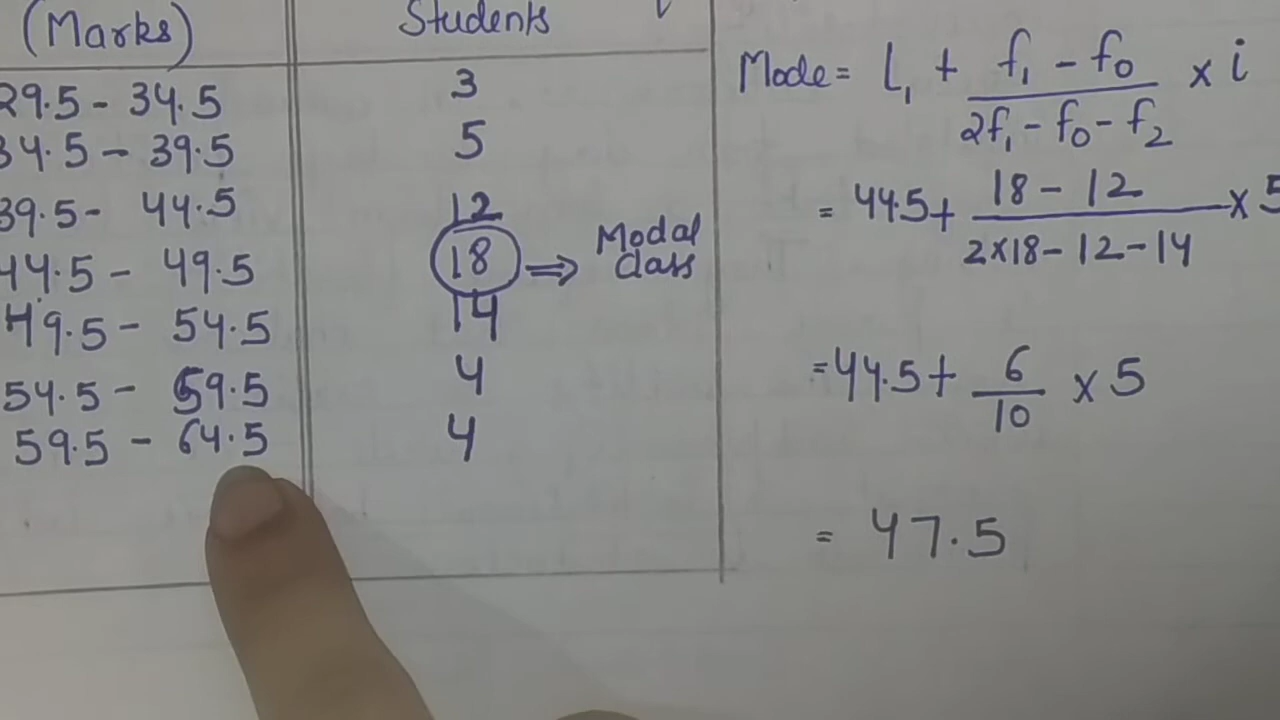 (Marks) Students
29.5 - 34.5 3
34.5 - 39.5 5
39.5 - 44.5 12
44.5 - 49.5 18 ⇒ Modal class
49.5 - 54.5 14
54.5 - 59.5 4
59.5 - 64.5 4
Mode = L₁ + (f₁ - f₀)/(2f₁ - f₀ - f₂) × i
= 44.5 + (18 - 12)/(2×18 - 12 - 14) × 5
= 44.5 + 6/10 × 5
= 47.5